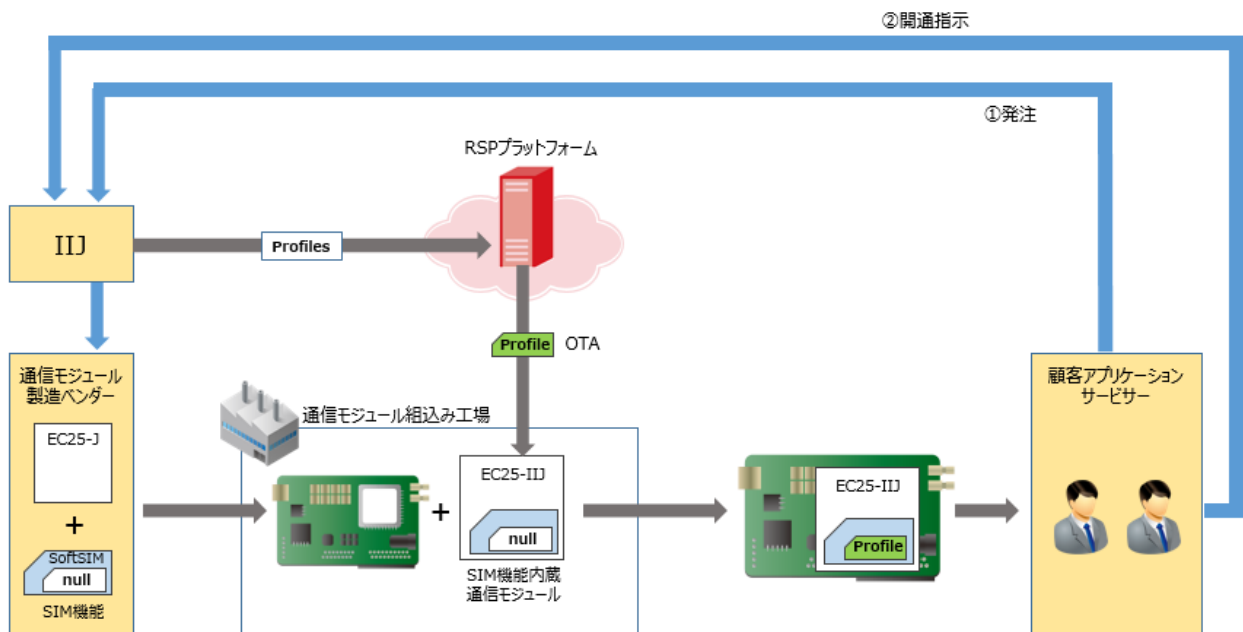 ②開通指示
①発注
RSPプラットフォーム
IIJ
Profiles
Profile
OTA
通信モジュール
製造ベンダー
EC25-J
+
SoftSIM
null
SIM機能
通信モジュール組込み工場
+
EC25-IIJ
null
SIM機能内蔵
通信モジュール
EC25-IIJ
Profile
顧客アプリケーション
サービサー